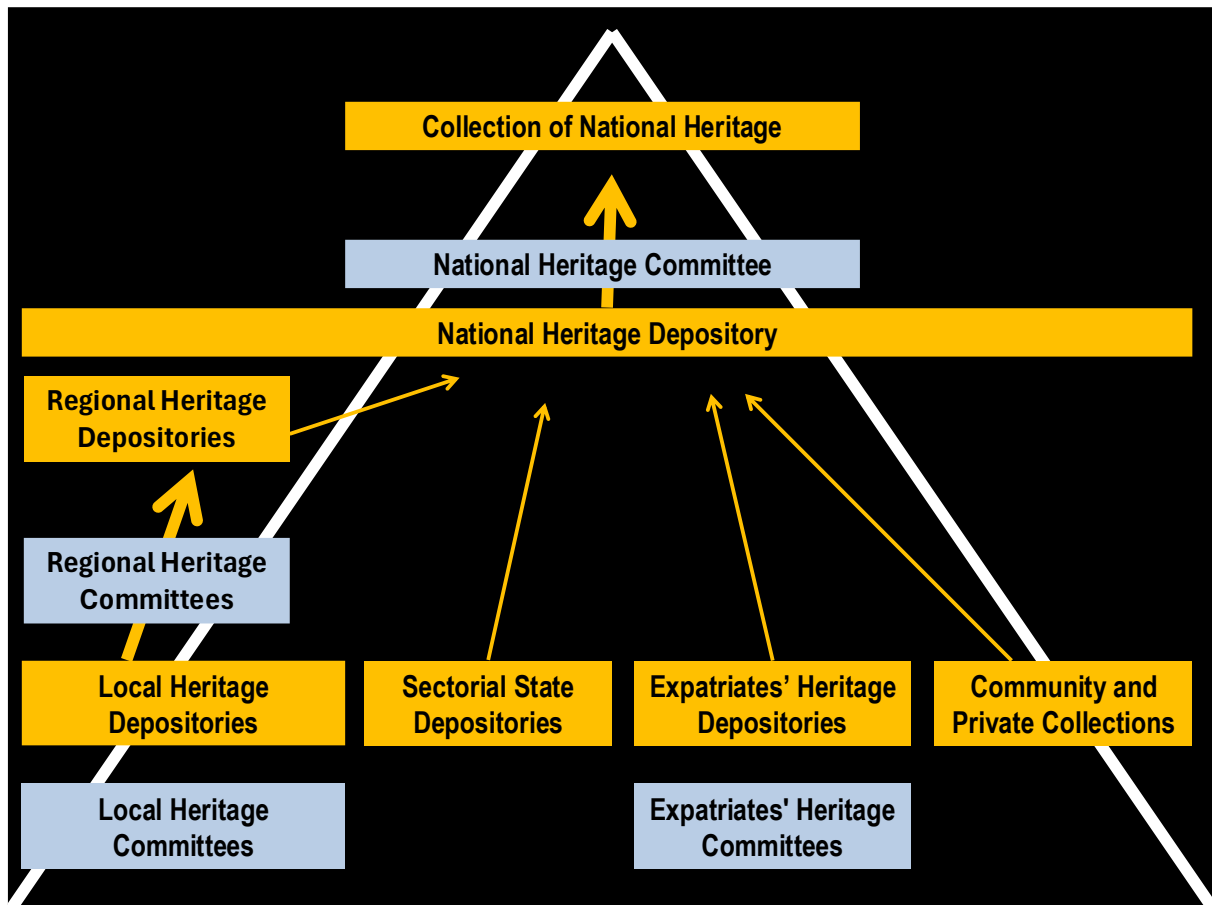 Collection of National Heritage
National Heritage Committee
National Heritage Depository
Regional Heritage
Depositories
Regional Heritage
Committees
Local Heritage
Depositories
Sectorial State
Depositories
Expatriates’ Heritage
Depositories
Community and
Private Collections
Local Heritage
Committees
Expatriates' Heritage
Committees